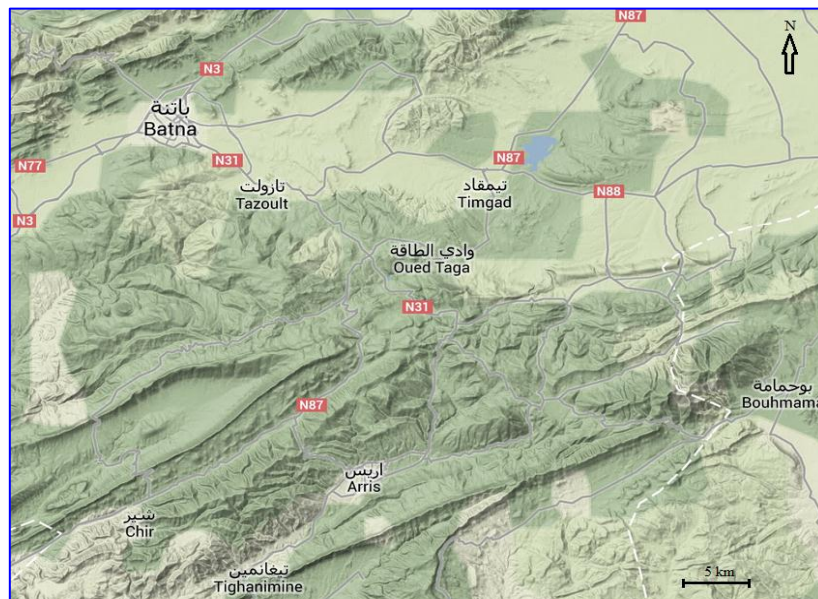 N87
N
N3
باتنة
Batna
N77
N31
N87
تازولت
Tazoult
تيمقاد
Timgad
N88
N3
وادي الطاقة
Oued Taga
N31
بوحمامة
Bouhmama
N87
اريس
Arris
شير
Chir
تيغانمين
Tighanimine
5 km